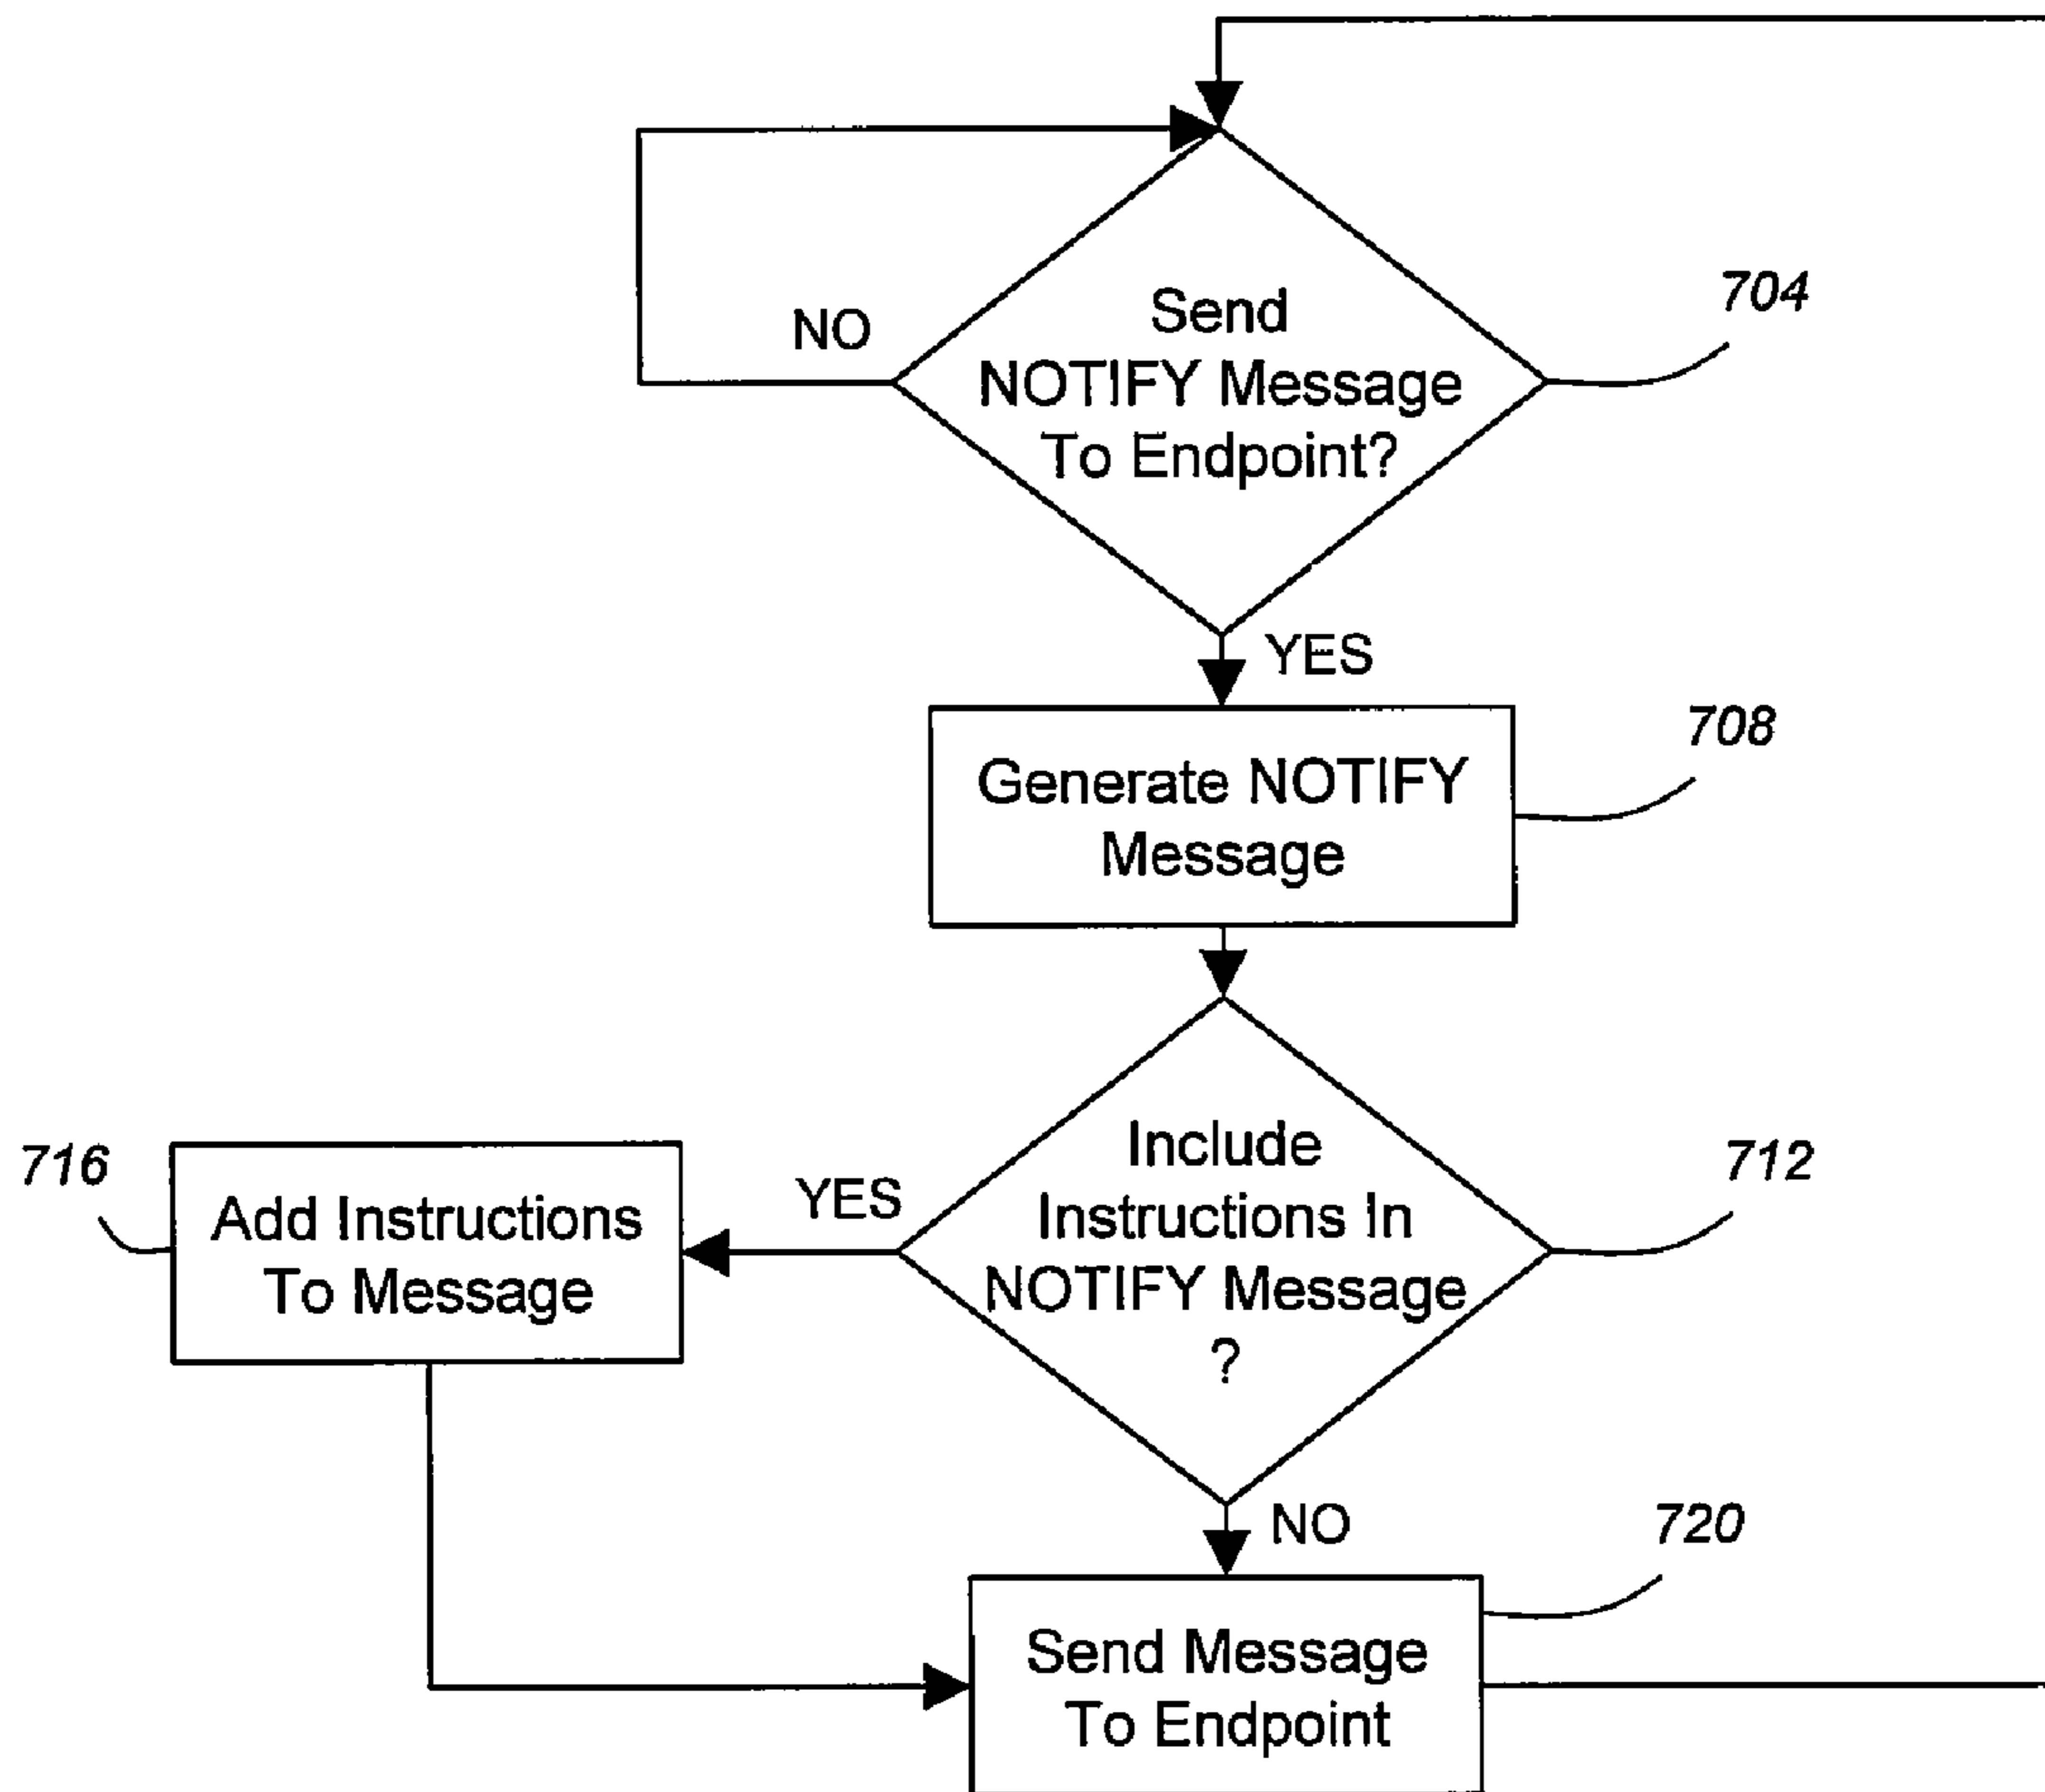 Send
NOTIFY Message
To Endpoint?
704
NO
YES
Generate NOTIFY
Message
708
Include
Instructions In
NOTIFY Message
?
712
YES
716
Add Instructions
To Message
NO
720
Send Message
To Endpoint